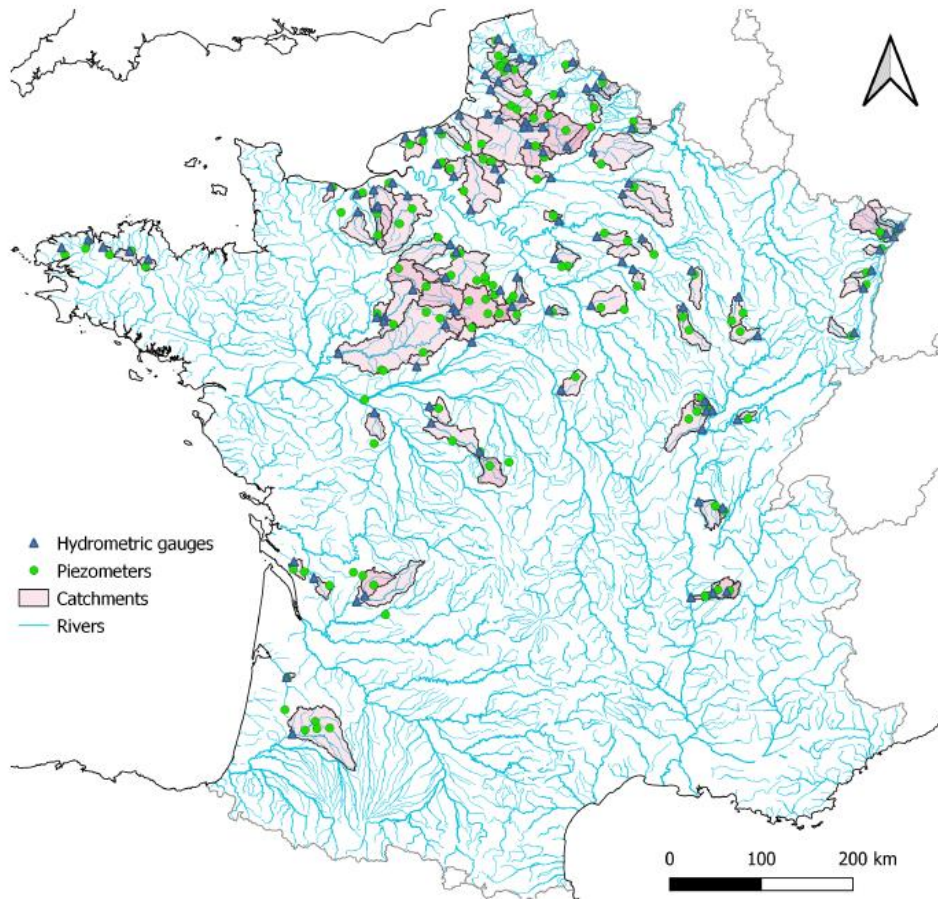 Hydrometric gauges
Piezometers
Catchments
Rivers
0 100 200 km